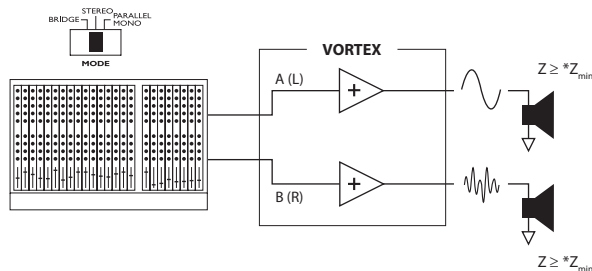 STEREO
BRIDGE
PARALLEL
MONO
MODE
VORTEX
A (L)
+
Z ≥ *Zmin
B (R)
+
Z ≥ *Zmin